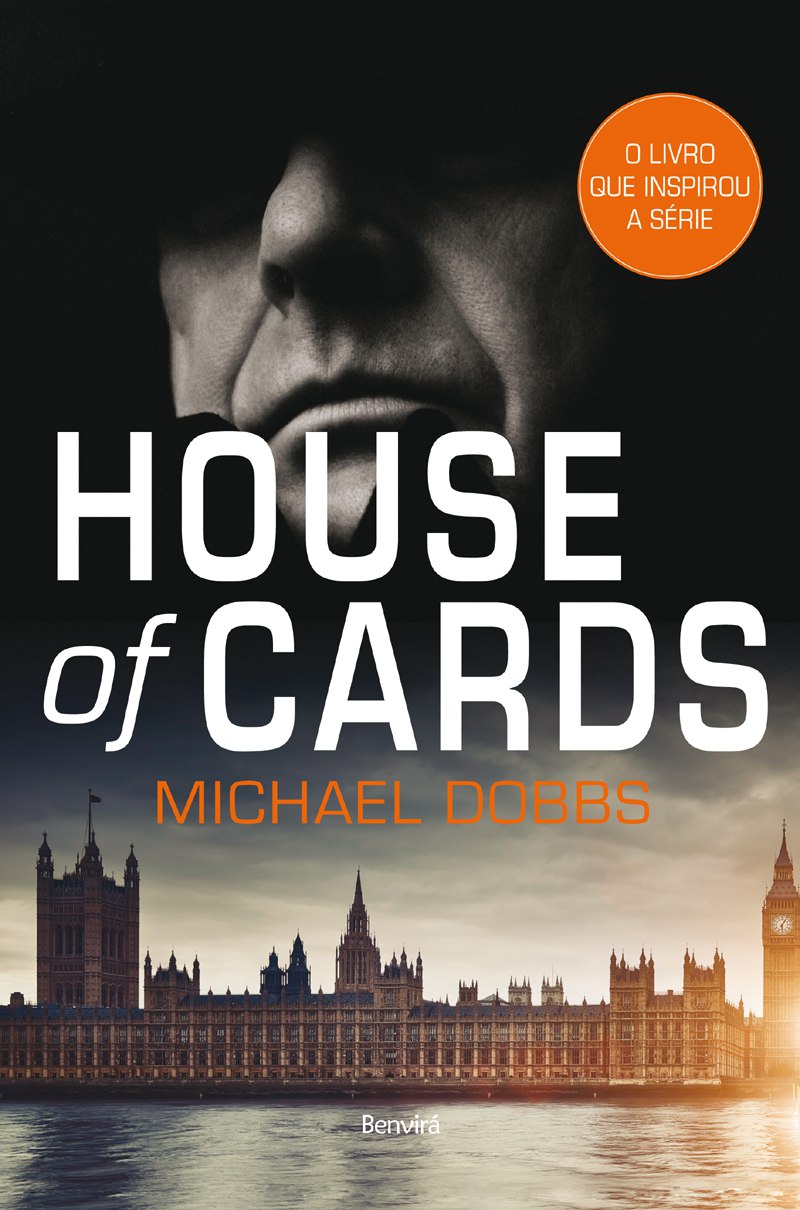 O LIVRO
QUE INSPIROU
A SÉRIE
HOUSE
of CARDS
MICHAEL DOBBS
Benvirá